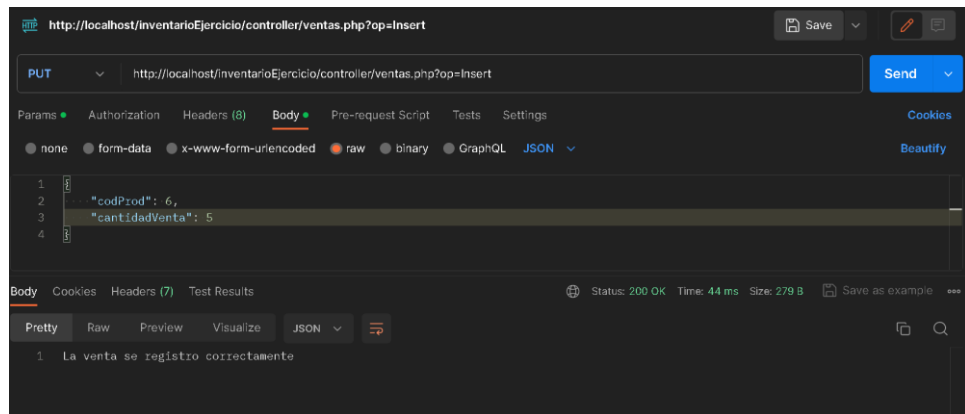 HTTP http://localhost/inventarioEjercicio/controller/ventas.php?op=Insert Save
PUT http://localhost/inventarioEjercicio/controller/ventas.php?op=Insert Send
Params Authorization Headers (8) Body Pre-request Script Tests Settings Cookies
none form-data x-www-form-urlencoded raw binary GraphQL JSON Beautify
1 {
2 "codProd": 6,
3 "cantidadVenta": 5
4 }
Body Cookies Headers (7) Test Results Status: 200 OK Time: 44 ms Size: 279 B Save as example
Pretty Raw Preview Visualize JSON
1 La venta se registro correctamente